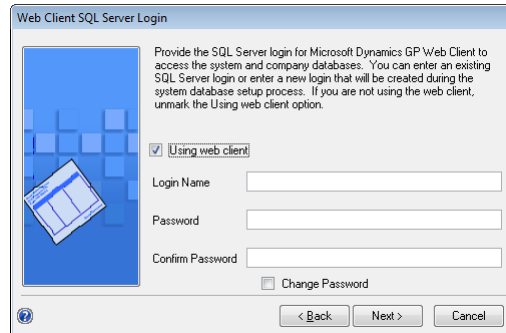 Web Client SQL Server Login
Provide the SQL Server login for Microsoft Dynamics GP Web Client to
access the system and company databases. You can enter an existing
SQL Server login or enter a new login that will be created during the
system database setup process. If you are not using the web client,
unmark the Using web client option.
Using web client
Login Name
Password
Confirm Password
Change Password
< Back Next > Cancel